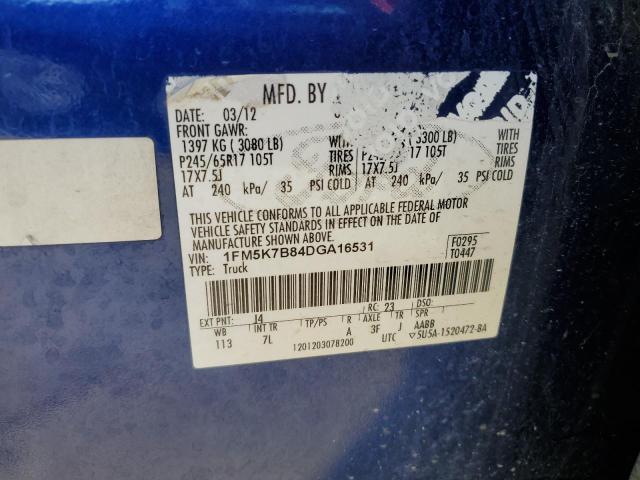 MFD. BY
DATE: 03/12
FRONT GAWR: 3300 LB)
1397 KG ( 3080 LB) TIRES
P245/65R17 105T RIMS 17 105T TIRES
17X7.5J 17X7.5J RIMS
AT 240 kPa/ 35 PSI COLD AT 240 kPa/ 35 PSI COLD
THIS VEHICLE CONFORMS TO ALL APPLICABLE FEDERAL MOTOR
VEHICLE SAFETY STANDARDS IN EFFECT ON THE DATE OF
MANUFACTURE SHOWN ABOVE.
VIN: 1FM5K7B84DGA16531 F0295
TYPE: Truck T0447
EXT PNT: J4 RC: 23 DSO:
WB INT TR TP/PS R AXLE TR SPR
113 7L A 3F J AABB
1201203078200 UTC ▽5U5A-1520472-BA